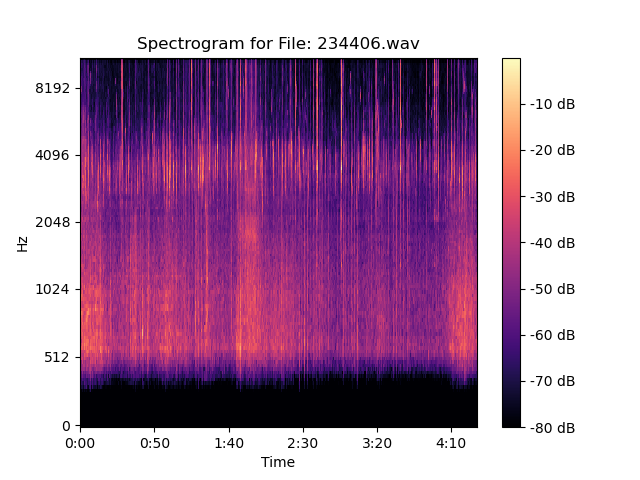 Spectrogram for File: 234406.wav
Hz
8192
4096
2048
1024
512
0
0:00 0:50 1:40 2:30 3:20 4:10
Time
-10 dB
-20 dB
-30 dB
-40 dB
-50 dB
-60 dB
-70 dB
-80 dB